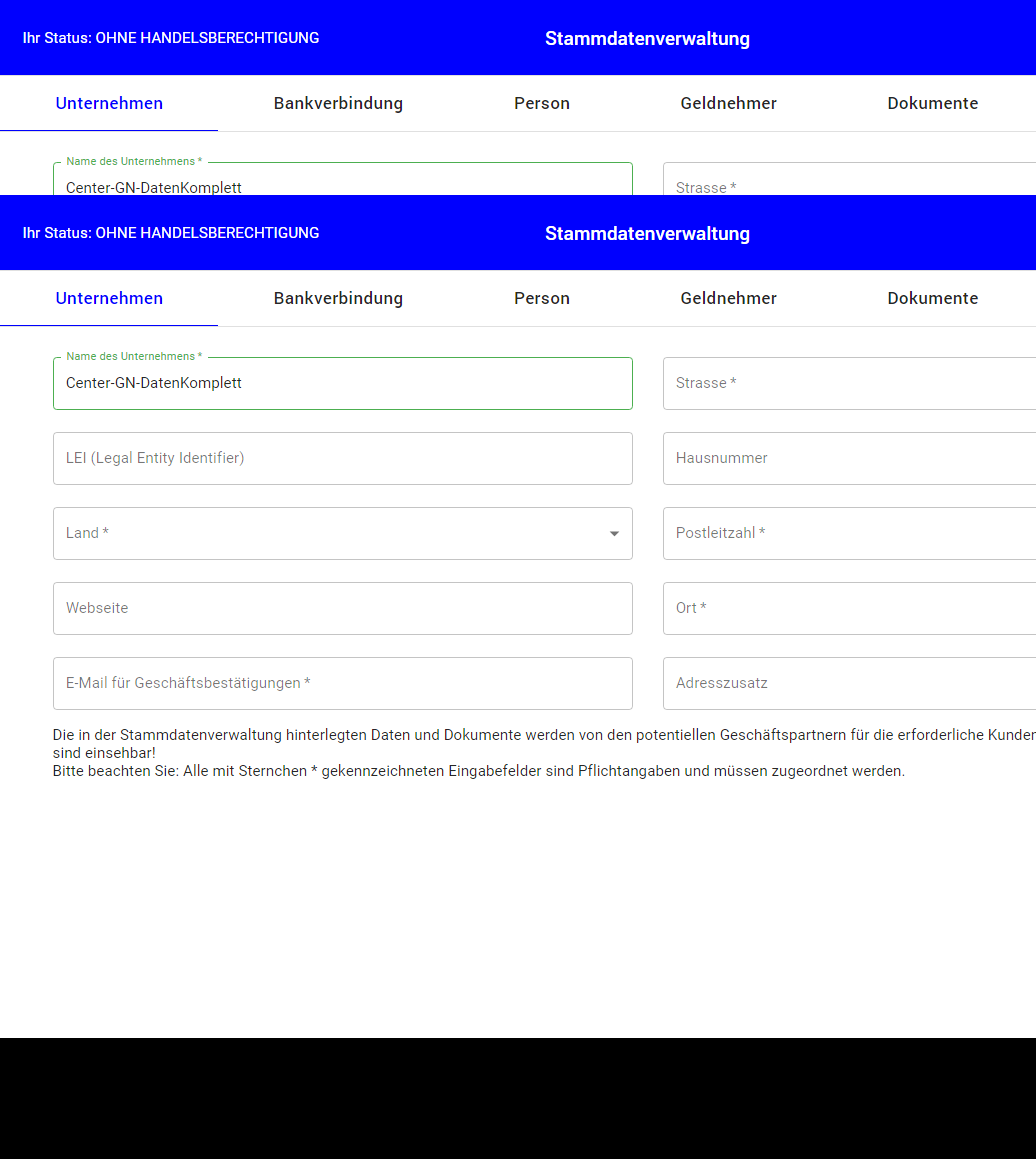 Ihr Status: OHNE HANDELSBERECHTIGUNG Stammdatenverwaltung
Unternehmen Bankverbindung Person Geldnehmer Dokumente
Name des Unternehmens *
Center-GN-DatenKomplett Strasse *
Ihr Status: OHNE HANDELSBERECHTIGUNG Stammdatenverwaltung
Unternehmen Bankverbindung Person Geldnehmer Dokumente
Name des Unternehmens *
Center-GN-DatenKomplett Strasse *
LEI (Legal Entity Identifier) Hausnummer
Land * Postleitzahl *
Webseite Ort *
E-Mail für Geschäftsbestätigungen * Adresszusatz
Die in der Stammdatenverwaltung hinterlegten Daten und Dokumente werden von den potentiellen Geschäftspartnern für die erforderliche Kunden
sind einsehbar!
Bitte beachten Sie: Alle mit Sternchen * gekennzeichneten Eingabefelder sind Pflichtangaben und müssen zugeordnet werden.